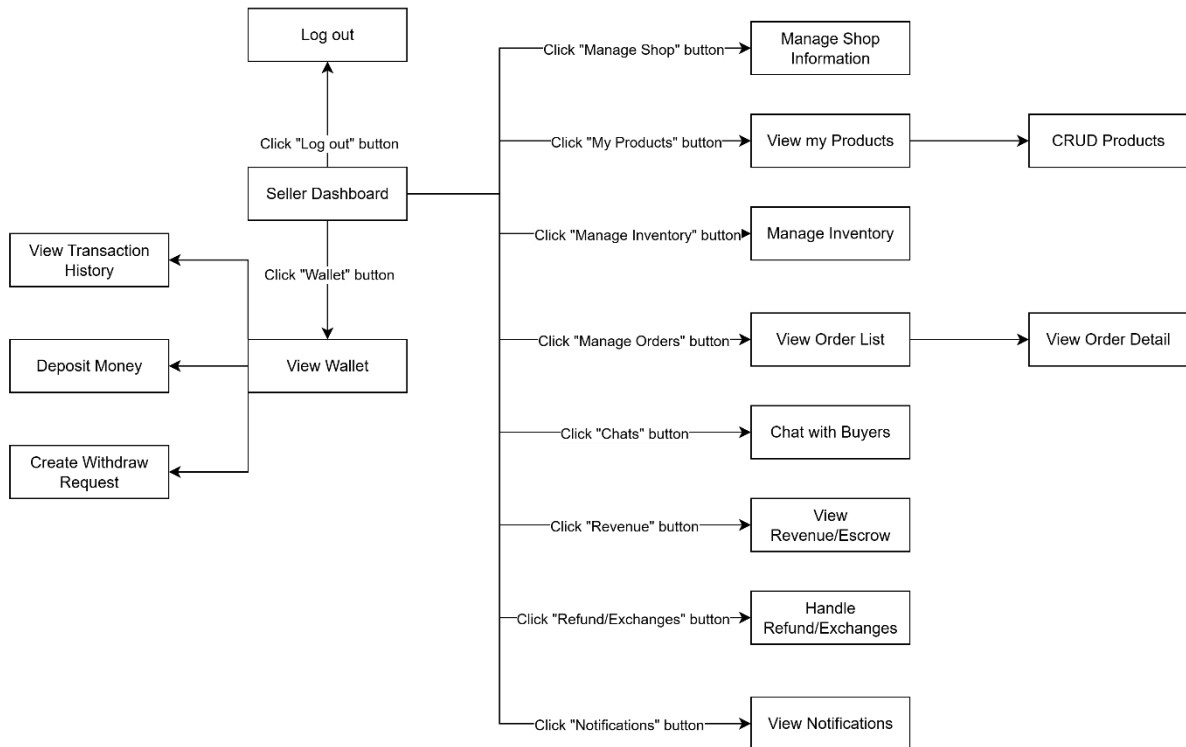 Log out
Click "Manage Shop" button
Manage Shop
Information
Click "Log out" button
Click "My Products" button
View my Products
CRUD Products
Seller Dashboard
Click "Manage Inventory" button
Manage Inventory
View Transaction
History
Click "Wallet" button
Click "Manage Orders" button
View Order List
View Order Detail
Deposit Money
View Wallet
Click "Chats" button
Chat with Buyers
Create Withdraw
Request
Click "Revenue" button
View
Revenue/Escrow
Click "Refund/Exchanges" button
Handle
Refund/Exchanges
Click "Notifications" button
View Notifications